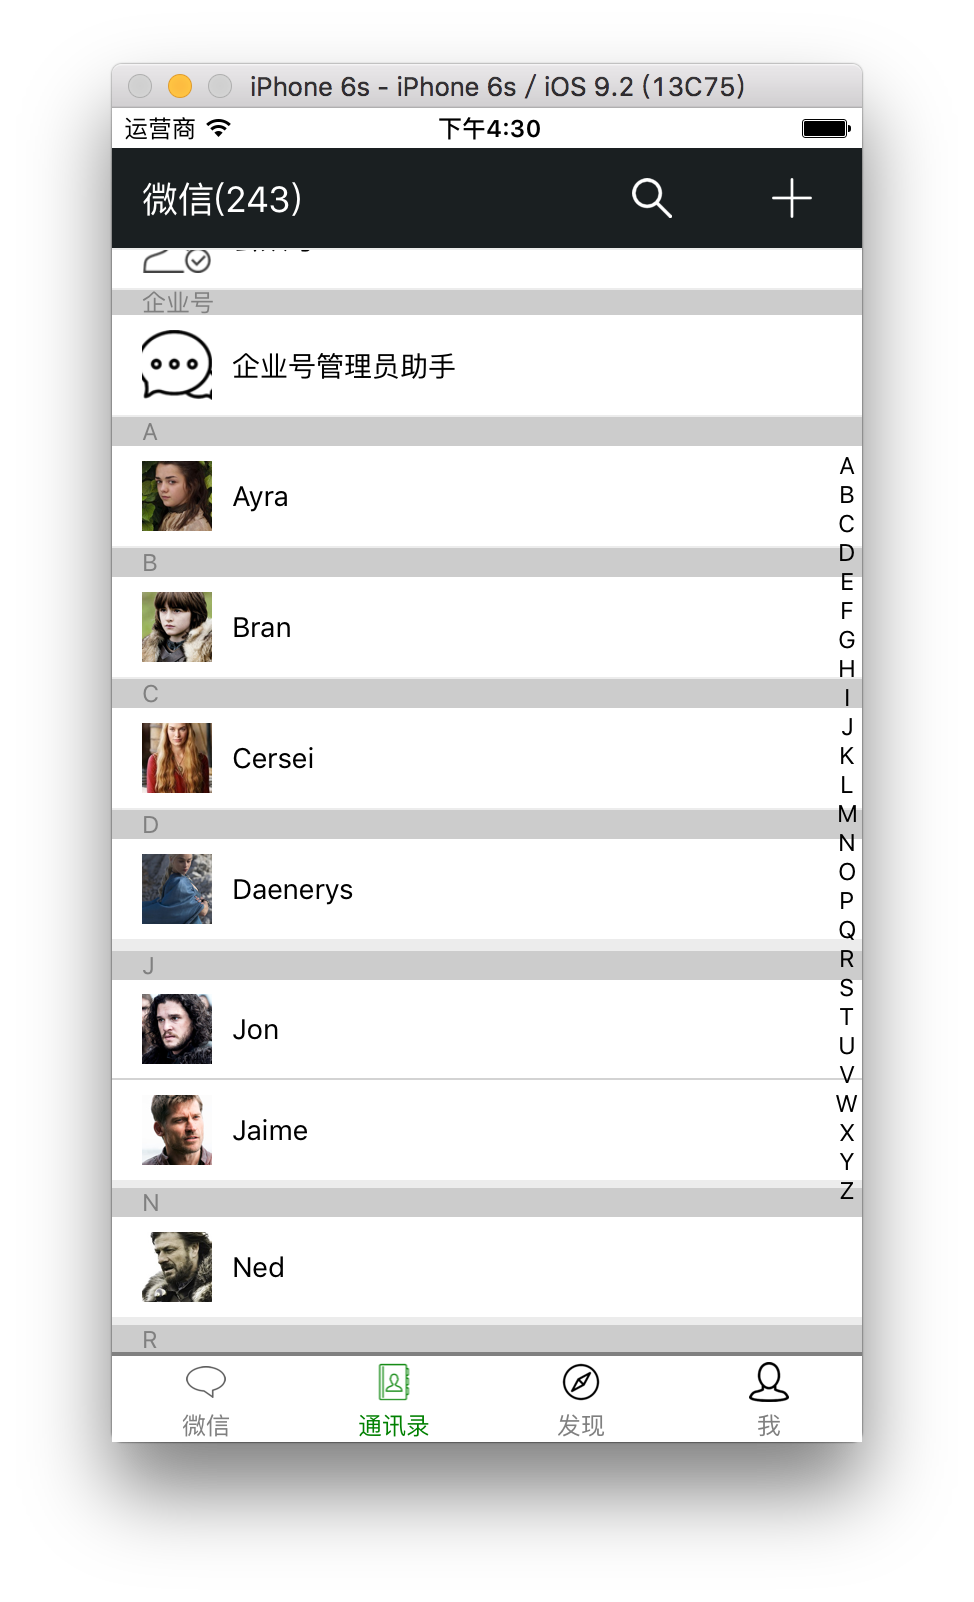 iPhone 6s - iPhone 6s / iOS 9.2 (13C75)
运营商 下午4:30
微信(243)
企业号
企业号管理员助手
A
Ayra
B
Bran
C
Cersei
D
Daenerys
J
Jon
Jaime
N
Ned
R
A
B
C
D
E
F
G
H
I
J
K
L
M
N
O
P
Q
R
S
T
U
V
W
X
Y
Z
微信 通讯录 发现 我